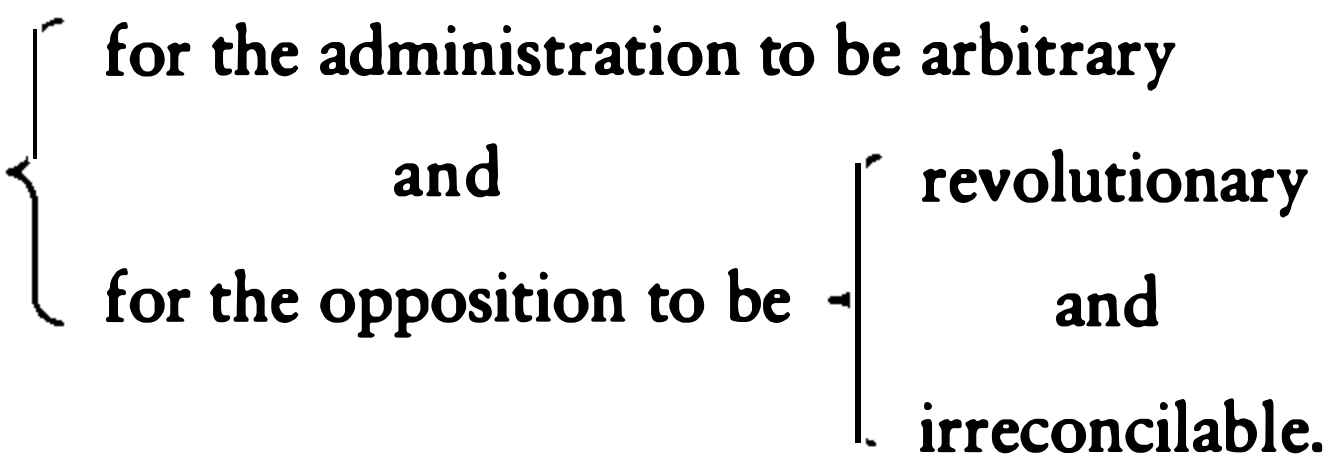 for the administration to be arbitrary
and
for the opposition to be
revolutionary
and
irreconcilable.